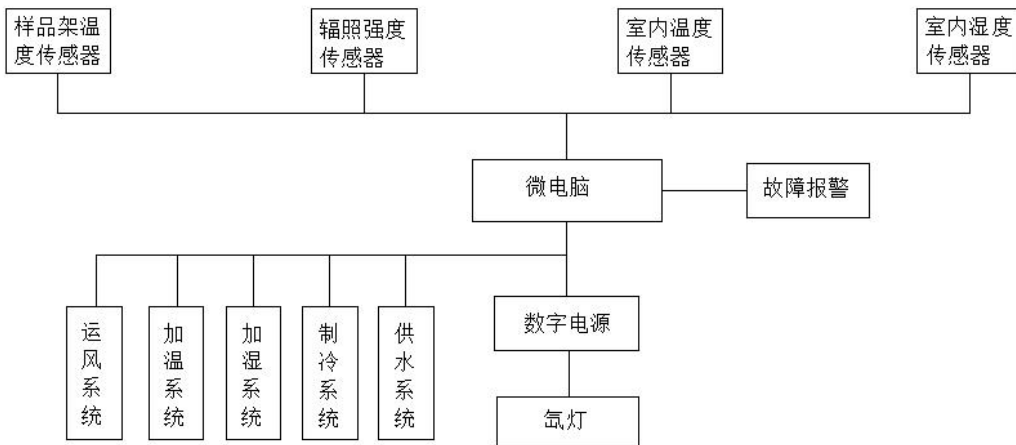 样品架温
度传感器
辐照强度
传感器
室内温度
传感器
室内湿度
传感器
微电脑
故障报警
运风系统
加温系统
加湿系统
制冷系统
供水系统
数字电源
氙灯